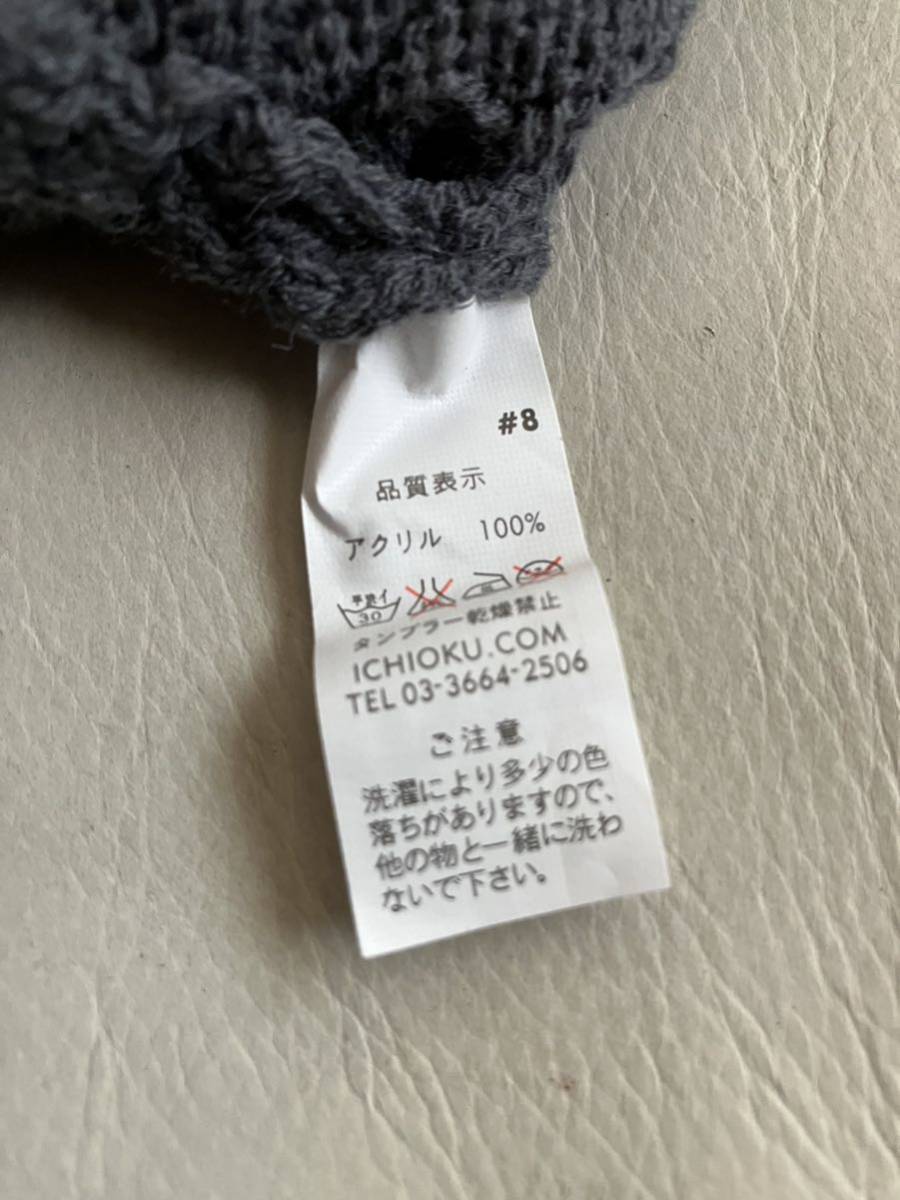 #8
品質表示
アクリル 100%
手洗イ
30
タンブラー乾燥禁止
ICHIOKU.COM
TEL 03-3664-2506
ご注意
洗濯により多少の色
落ちがありますので、
他の物と一緒に洗わ
ないで下さい。